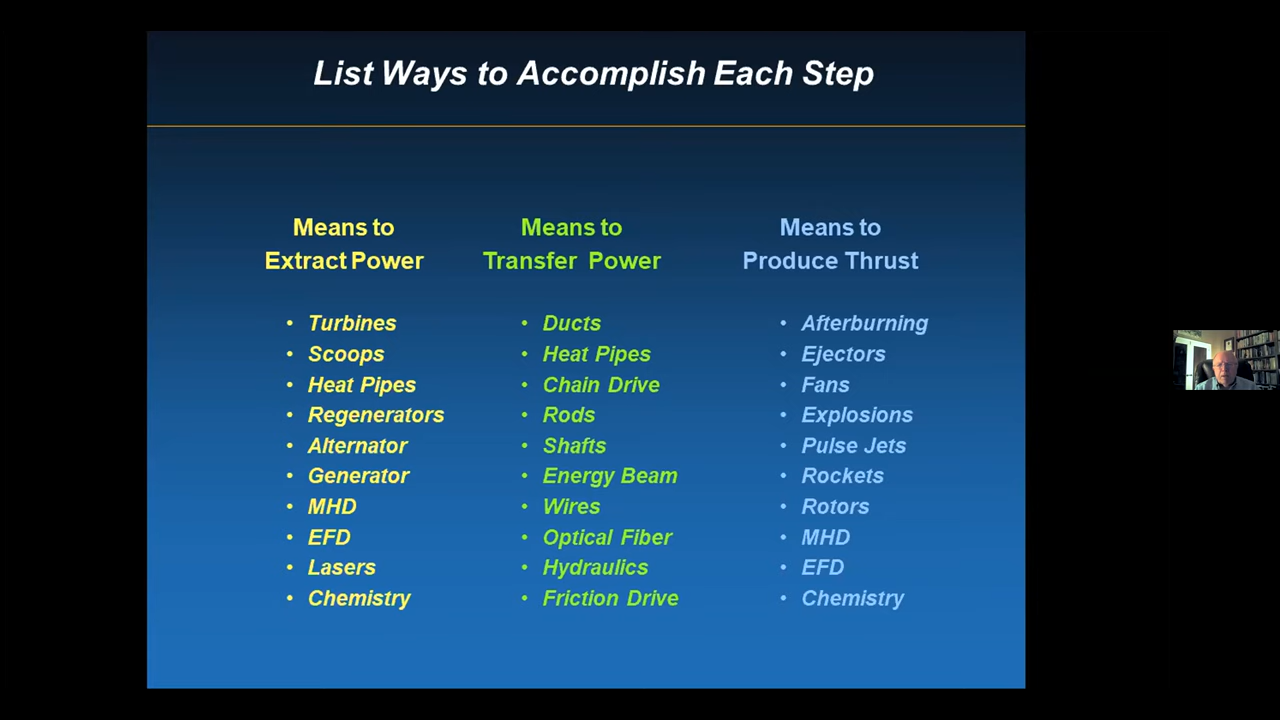 List Ways to Accomplish Each Step
Means to
Extract Power
• Turbines
• Scoops
• Heat Pipes
• Regenerators
• Alternator
• Generator
• MHD
• EFD
• Lasers
• Chemistry
Means to
Transfer Power
• Ducts
• Heat Pipes
• Chain Drive
• Rods
• Shafts
• Energy Beam
• Wires
• Optical Fiber
• Hydraulics
• Friction Drive
Means to
Produce Thrust
• Afterburning
• Ejectors
• Fans
• Explosions
• Pulse Jets
• Rockets
• Rotors
• MHD
• EFD
• Chemistry